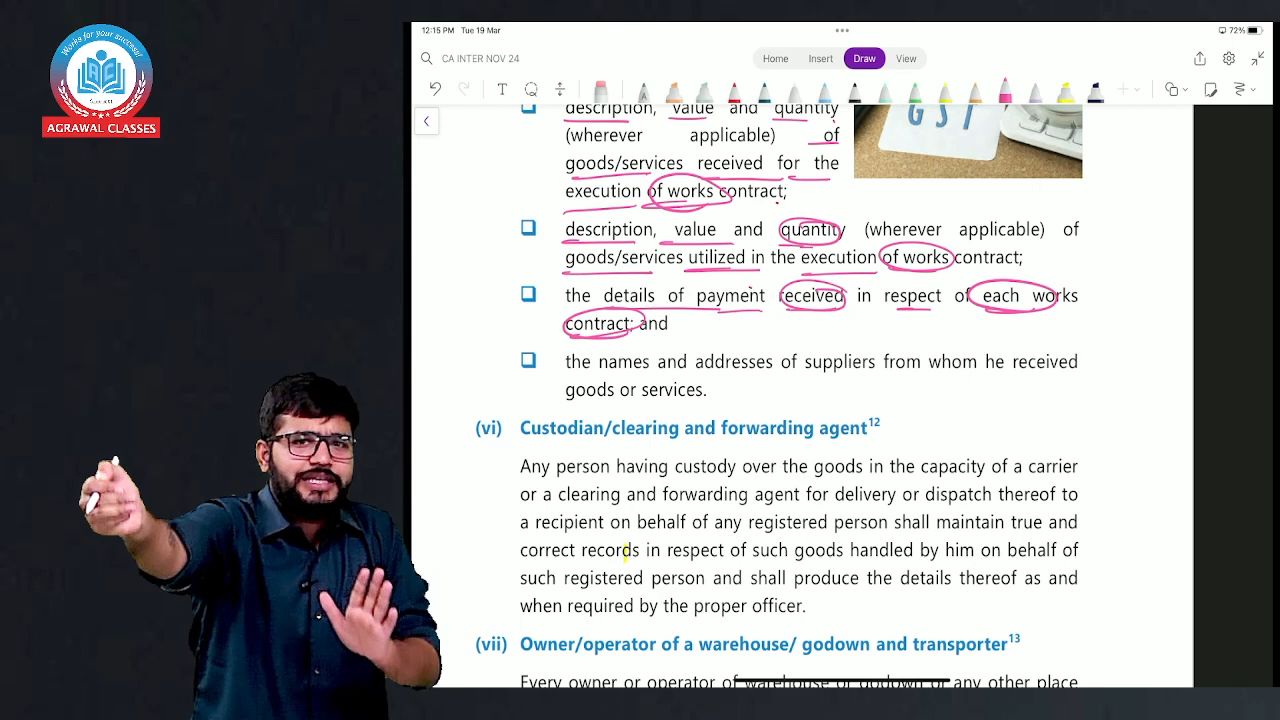 Works for your success
AC
AGRAWAL CLASSES
12:15 PM Tue 19 Mar
72%
CA INTER NOV 24
Home Insert Draw View
description, value and quantity
(wherever applicable) of
goods/services received for the
execution of works contract;
GST
description, value and quantity (wherever applicable) of
goods/services utilized in the execution of works contract;
the details of payment received in respect of each works
contract; and
the names and addresses of suppliers from whom he received
goods or services.
(vi) Custodian/clearing and forwarding agent12
Any person having custody over the goods in the capacity of a carrier
or a clearing and forwarding agent for delivery or dispatch thereof to
a recipient on behalf of any registered person shall maintain true and
correct records in respect of such goods handled by him on behalf of
such registered person and shall produce the details thereof as and
when required by the proper officer.
(vii) Owner/operator of a warehouse/ godown and transporter13
Every owner or operator of warehouse or godown or any other place